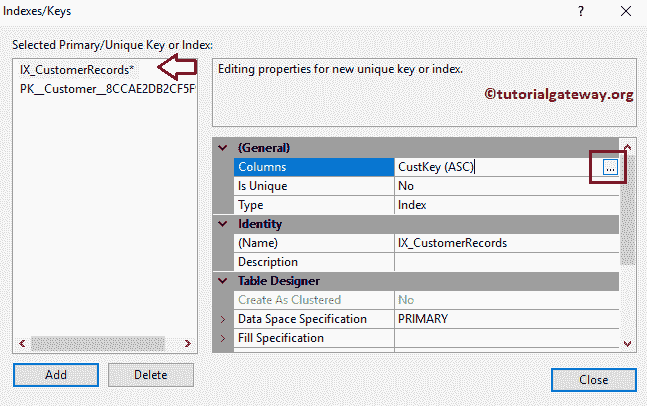 Indexes/Keys
Selected Primary/Unique Key or Index:
IX_CustomerRecords*
PK__Customer__8CCAE2DB2CF5F
Editing properties for new unique key or index.
©tutorialgateway.org
(General)
Columns CustKey (ASC) ...
Is Unique No
Type Index
Identity
(Name) IX_CustomerRecords
Description
Table Designer
Create As Clustered No
Data Space Specification PRIMARY
Fill Specification
Add Delete
Close